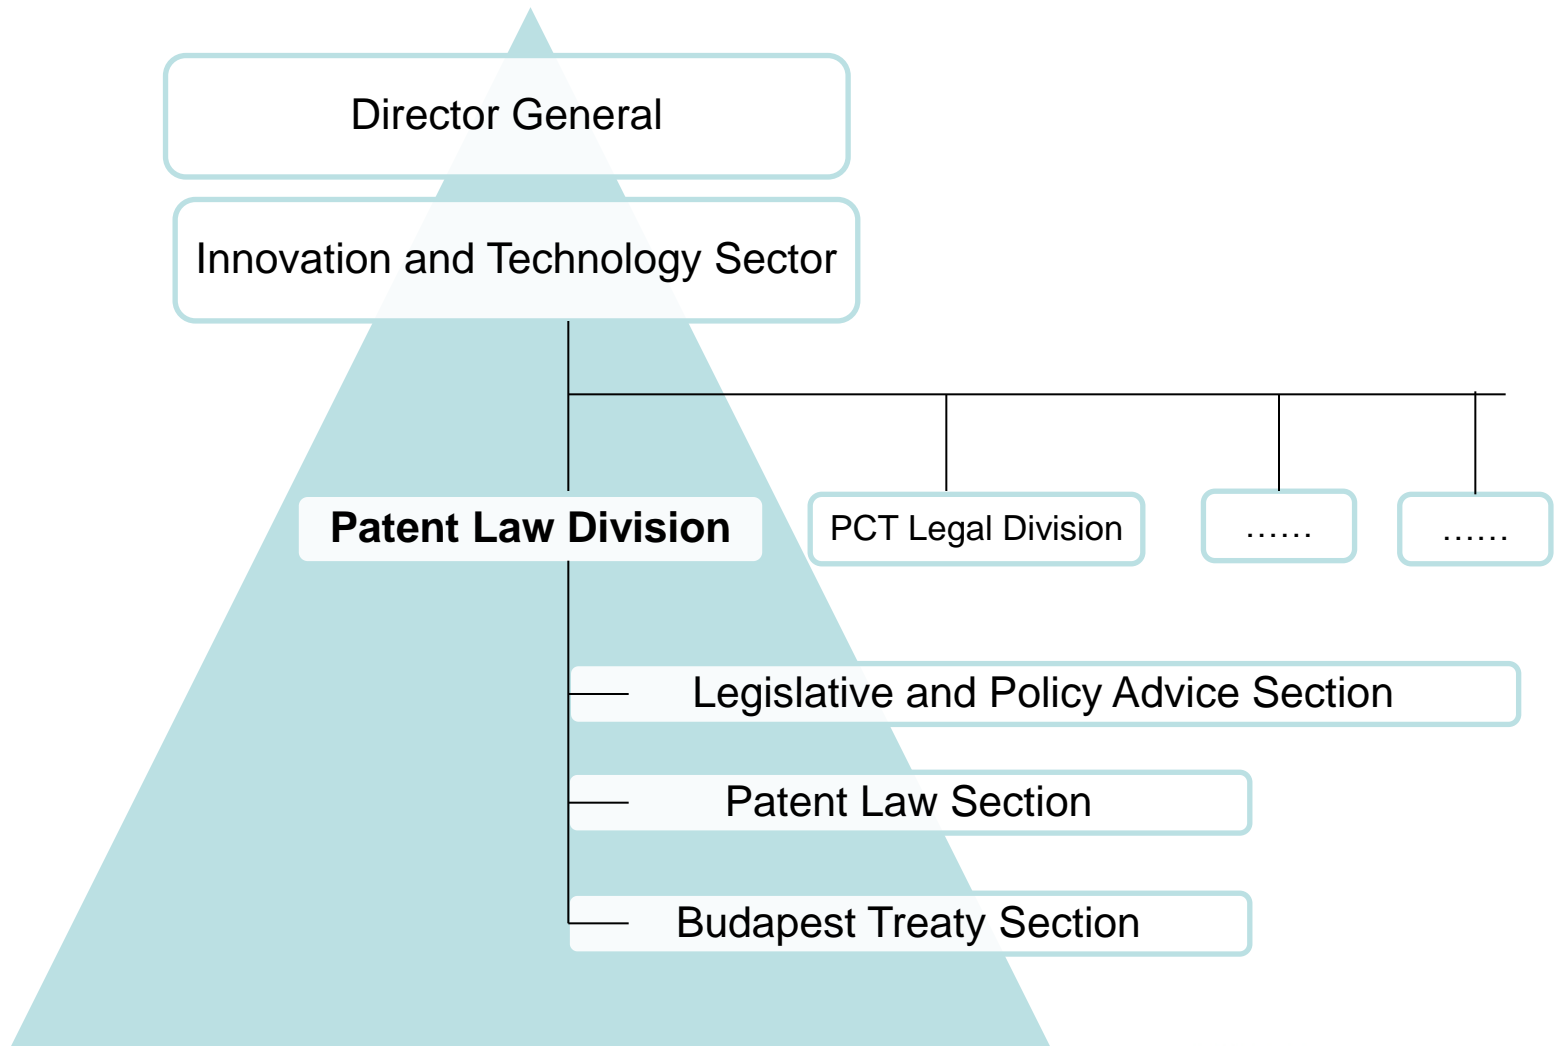 Director General
Innovation and Technology Sector
Patent Law Division
PCT Legal Division
......
......
Legislative and Policy Advice Section
Patent Law Section
Budapest Treaty Section